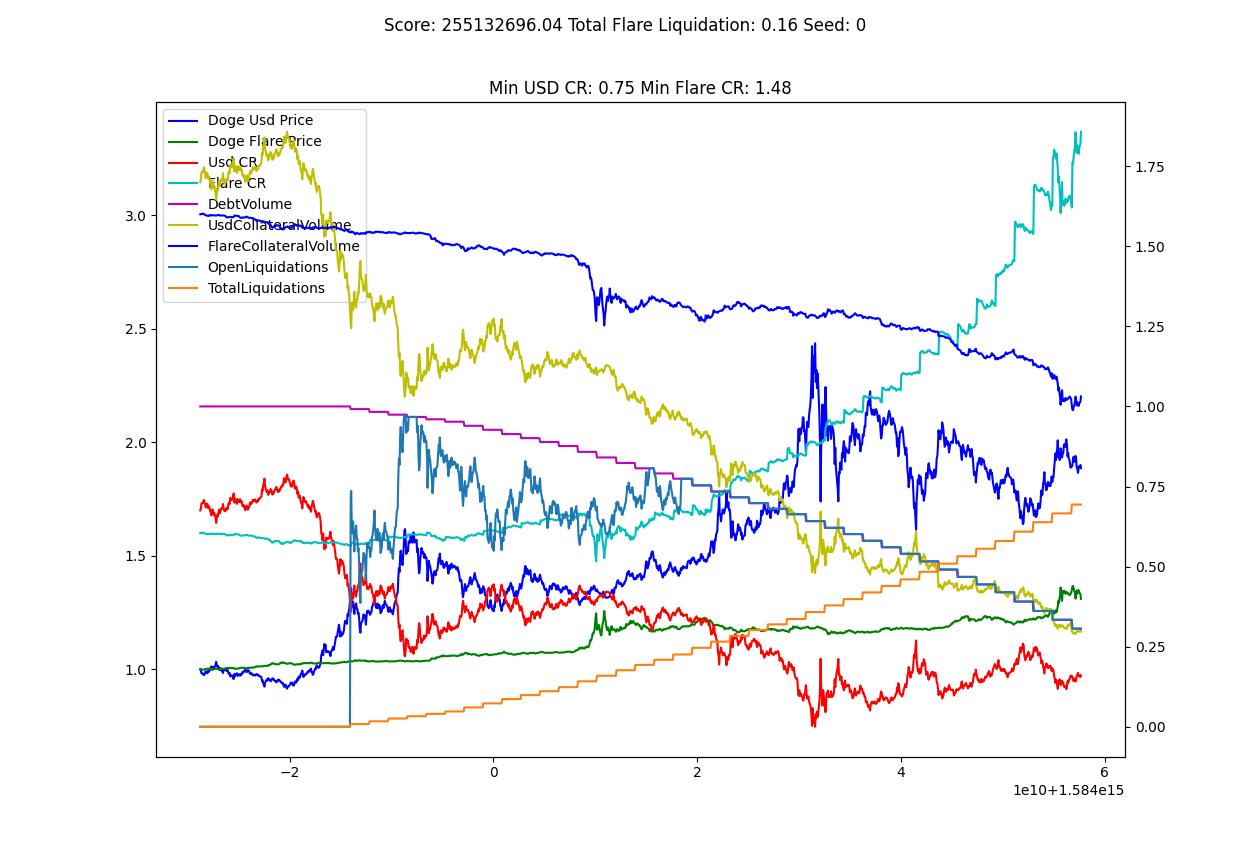 Score: 255132696.04 Total Flare Liquidation: 0.16 Seed: 0
Min USD CR: 0.75 Min Flare CR: 1.48
Doge Usd Price
Doge Flare Price
Usd CR
Flare CR
DebtVolume
UsdCollateralVolume
FlareCollateralVolume
OpenLiquidations
TotalLiquidations
3.0
2.5
2.0
1.5
1.0
1.75
1.50
1.25
1.00
0.75
0.50
0.25
0.00
−2
0
2
4
6
1e10+1.584e15